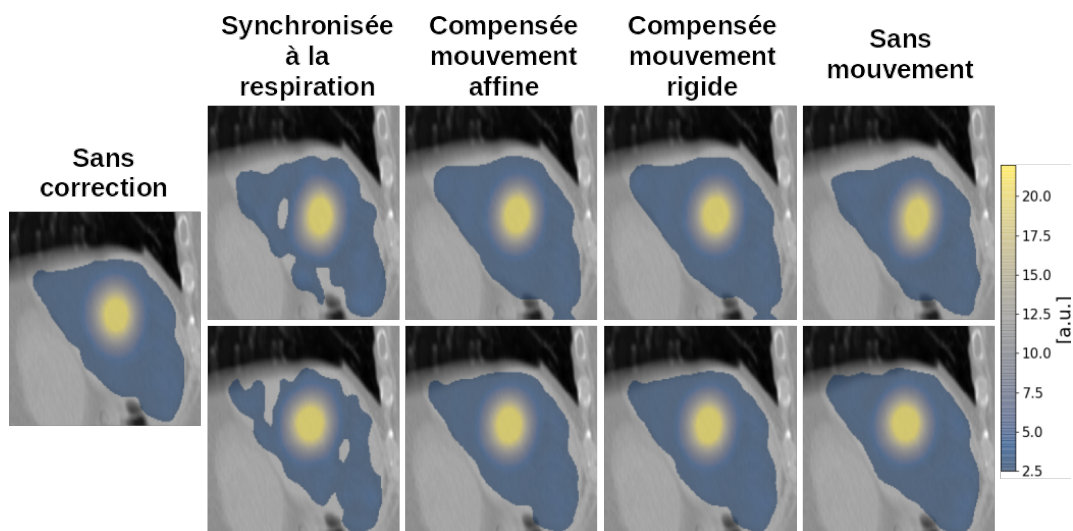 Synchronisée
à la
respiration
Compensée
mouvement
affine
Compensée
mouvement
rigide
Sans
mouvement
Sans
correction
20.0
17.5
15.0
12.5
10.0
7.5
5.0
2.5
[a.u.]